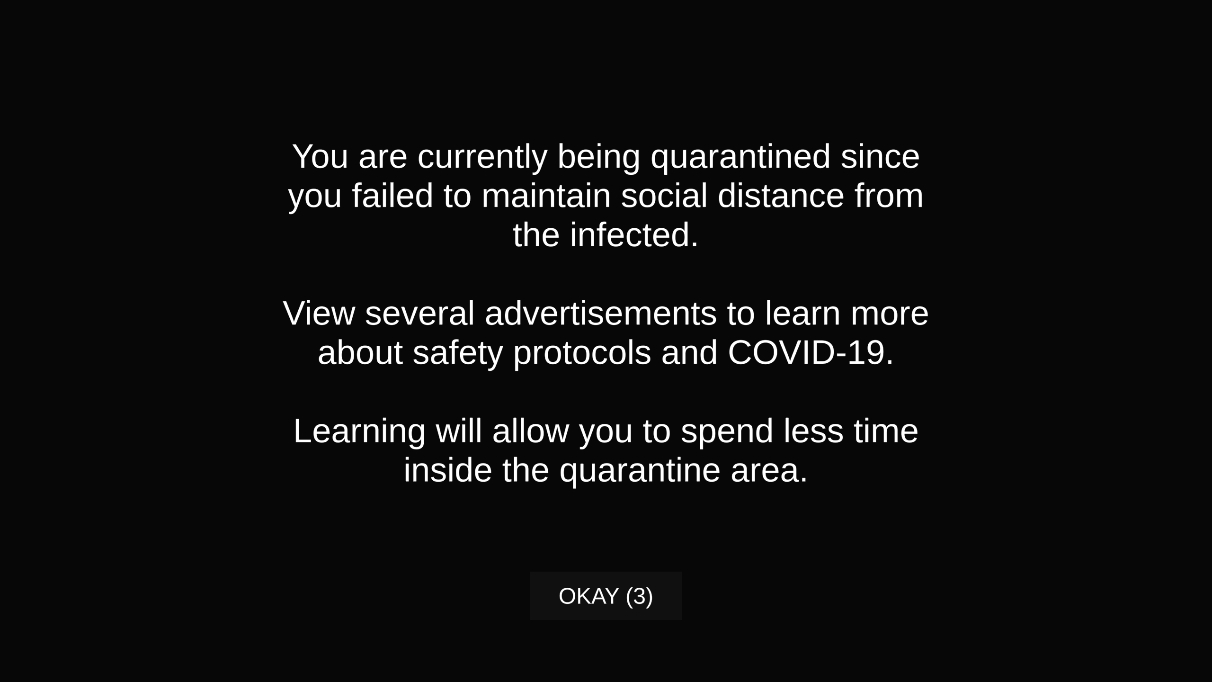 You are currently being quarantined since
you failed to maintain social distance from
the infected.
View several advertisements to learn more
about safety protocols and COVID-19.
Learning will allow you to spend less time
inside the quarantine area.
OKAY (3)